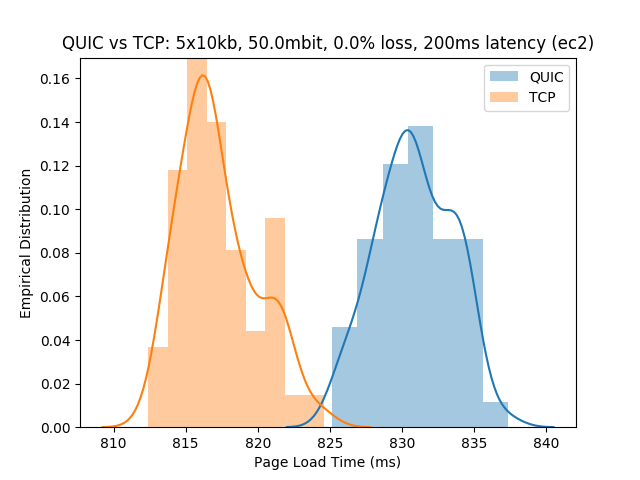 QUIC vs TCP: 5x10kb, 50.0mbit, 0.0% loss, 200ms latency (ec2)
QUIC
TCP
Empirical Distribution
0.16
0.14
0.12
0.10
0.08
0.06
0.04
0.02
0.00
810 815 820 825 830 835 840
Page Load Time (ms)